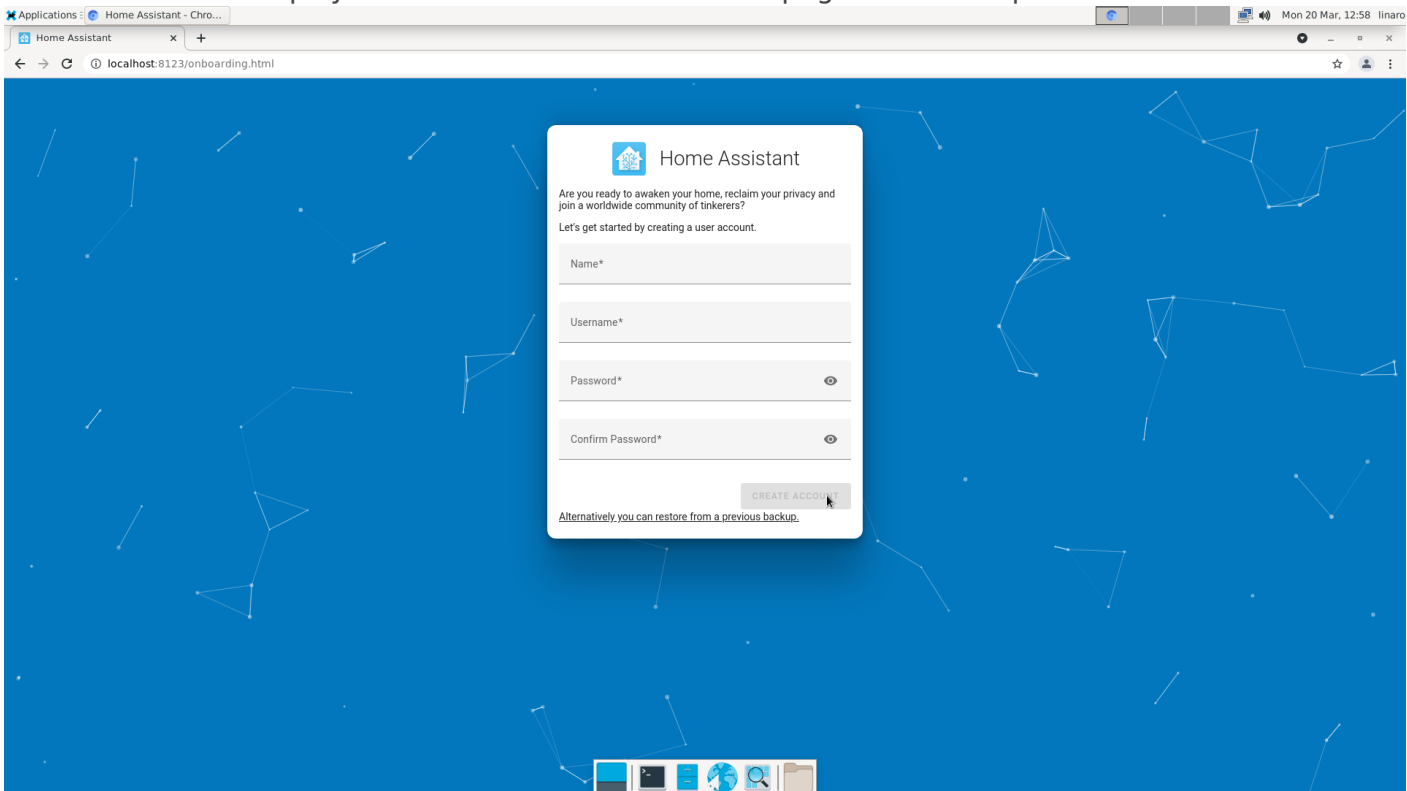 Applications
Home Assistant - Chro...
Mon 20 Mar, 12:58
linaro
Home Assistant
localhost:8123/onboarding.html
Home Assistant
Are you ready to awaken your home, reclaim your privacy and
join a worldwide community of tinkerers?
Let's get started by creating a user account.
Name*
Username*
Password*
Confirm Password*
CREATE ACCOUNT
Alternatively you can restore from a previous backup.